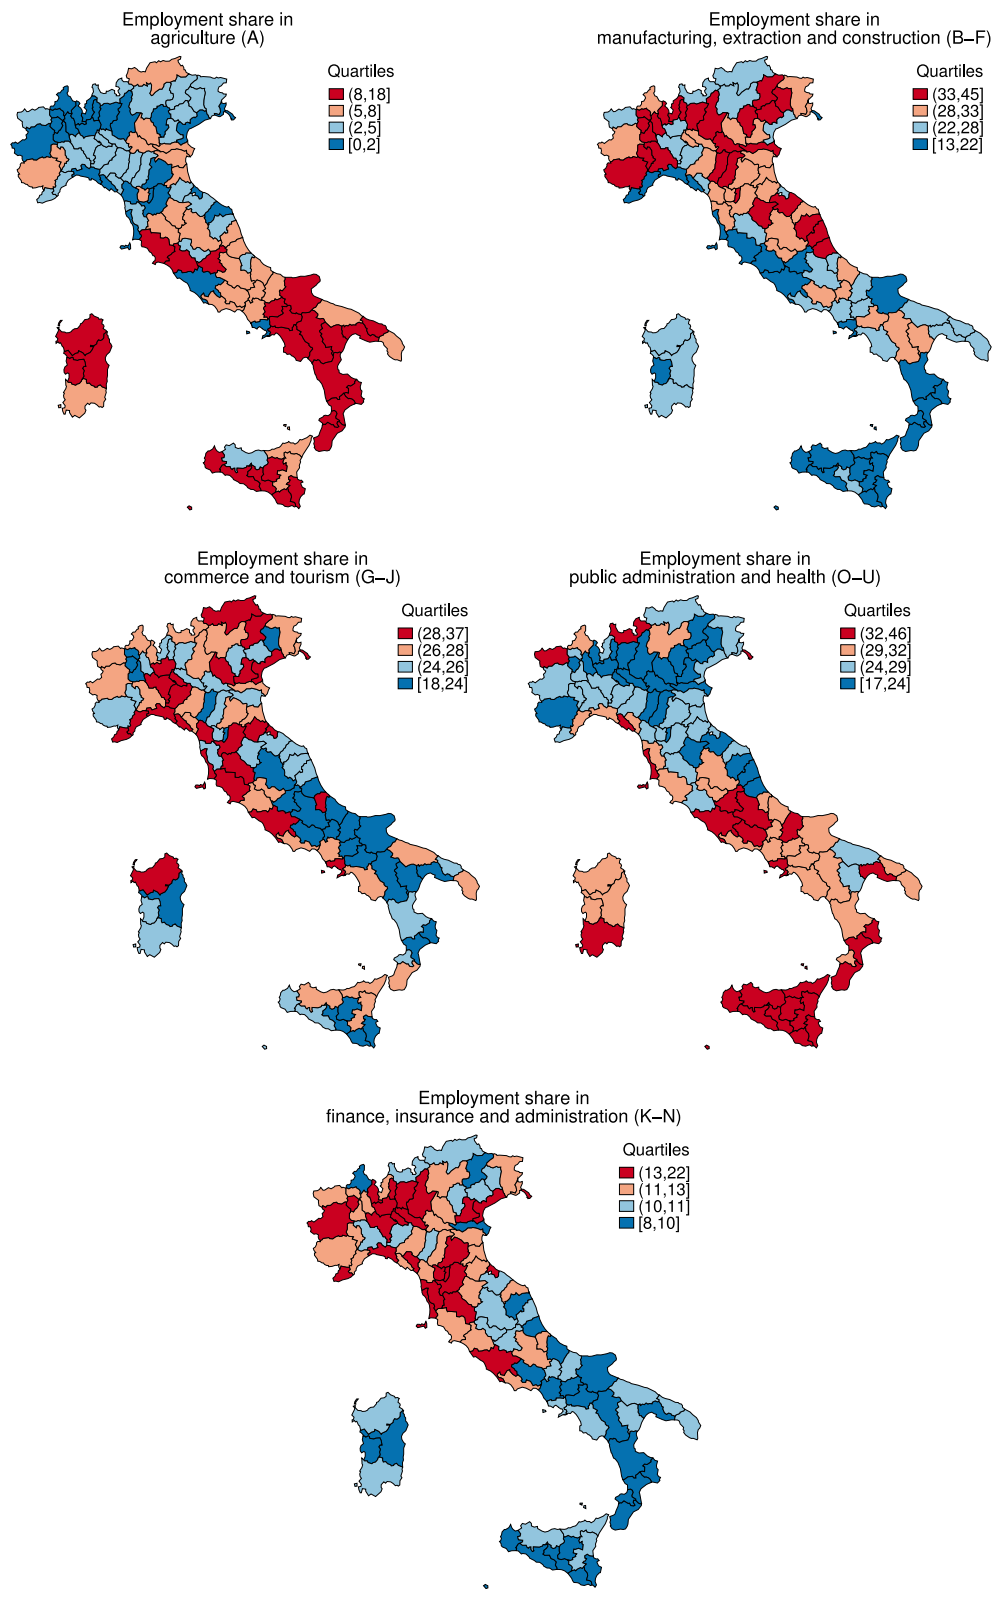 Employment share in
agriculture (A)
Quartiles
(8,18]
(5,8]
(2,5]
[0,2]
Employment share in
manufacturing, extraction and construction (B−F)
Quartiles
(33,45]
(28,33]
(22,28]
[13,22]
Employment share in
commerce and tourism (G−J)
Quartiles
(28,37]
(26,28]
(24,26]
[18,24]
Employment share in
public administration and health (O−U)
Quartiles
(32,46]
(29,32]
(24,29]
[17,24]
Employment share in
finance, insurance and administration (K−N)
Quartiles
(13,22]
(11,13]
(10,11]
[8,10]